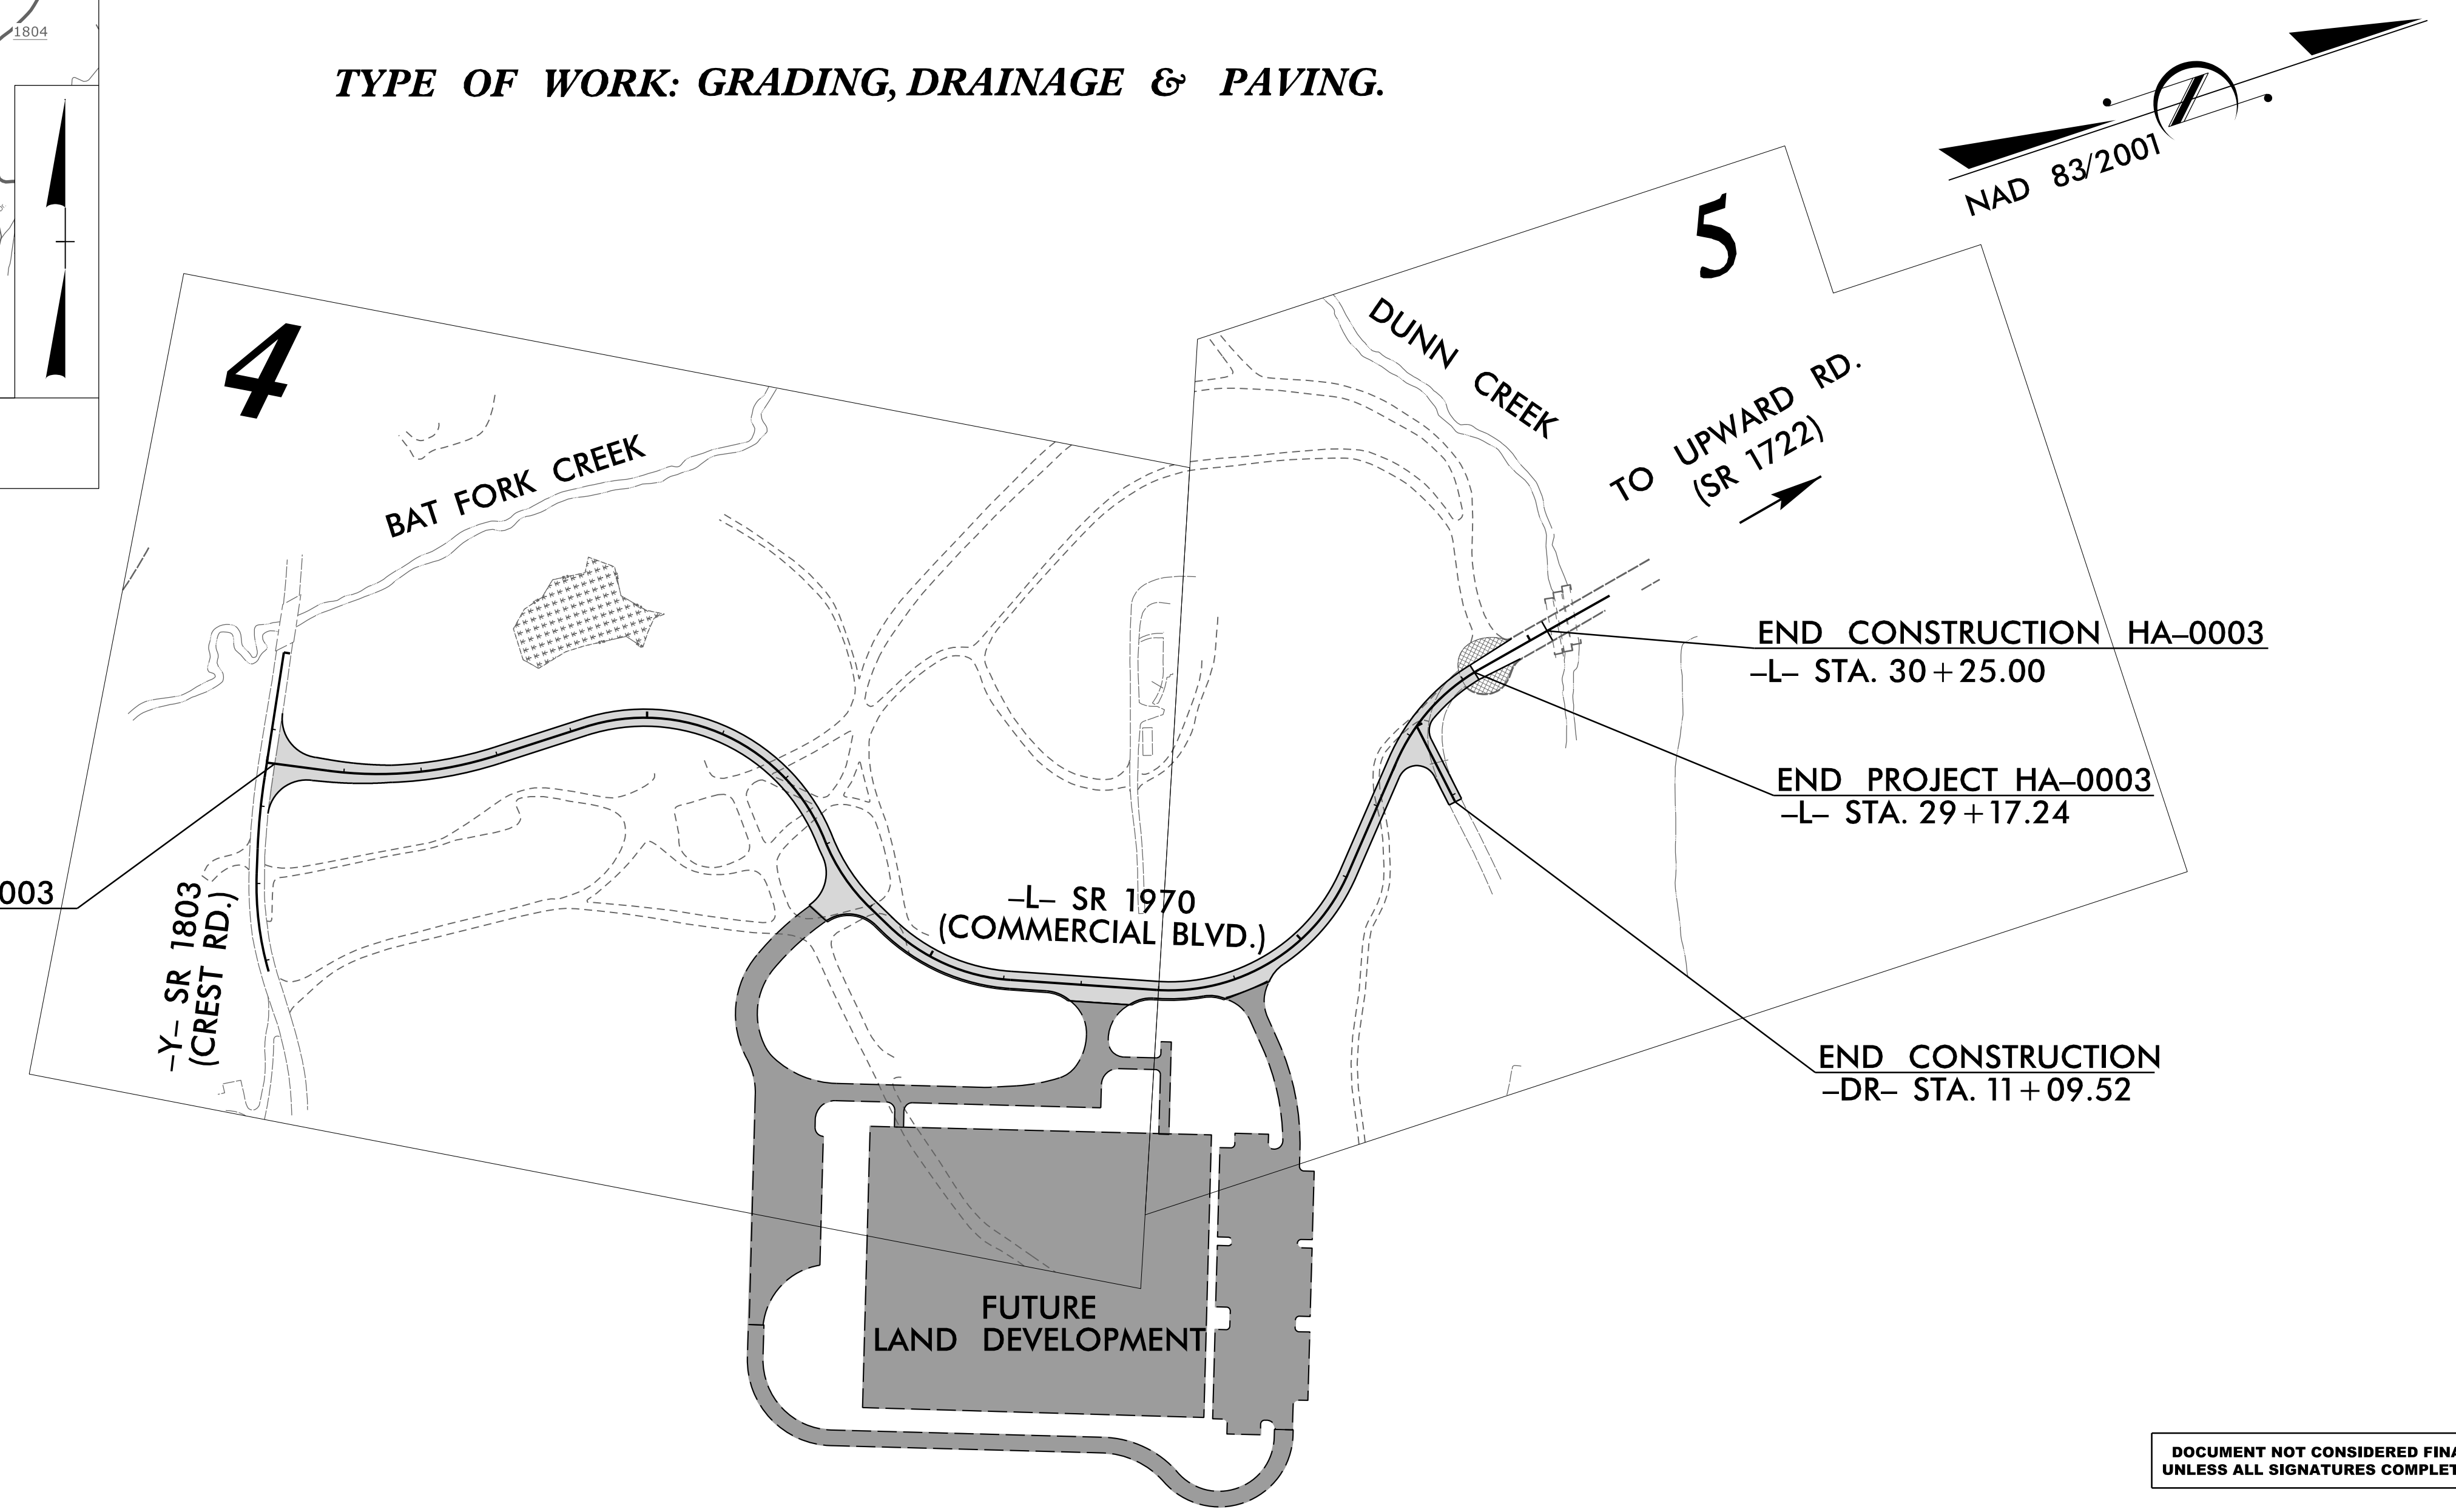 1804
TYPE OF WORK: GRADING, DRAINAGE & PAVING.
NAD 83/2001
5
4
DUNN CREEK
TO UPWARD RD.
(SR 1722)
BAT FORK CREEK
END CONSTRUCTION HA–0003
–L– STA. 30+25.00
END PROJECT HA–0003
–L– STA. 29+17.24
003
–Y– SR 1803
(CREST RD.)
–L– SR 1970
(COMMERCIAL BLVD.)
END CONSTRUCTION
–DR– STA. 11+09.52
FUTURE
LAND DEVELOPMENT
DOCUMENT NOT CONSIDERED FINA
UNLESS ALL SIGNATURES COMPLET